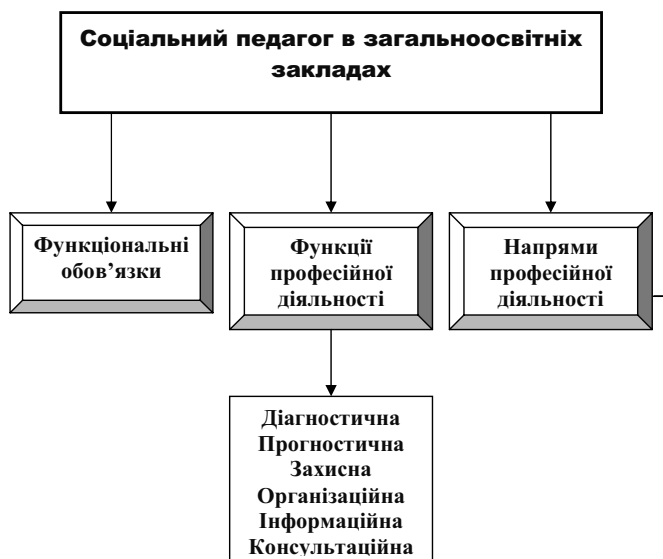 Соціальний педагог в загальноосвітніх
закладах
Функціональні
обов’язки
Функції
професійної
діяльності
Напрями
професійної
діяльності
Діагностична
Прогностична
Захисна
Організаційна
Інформаційна
Консультаційна